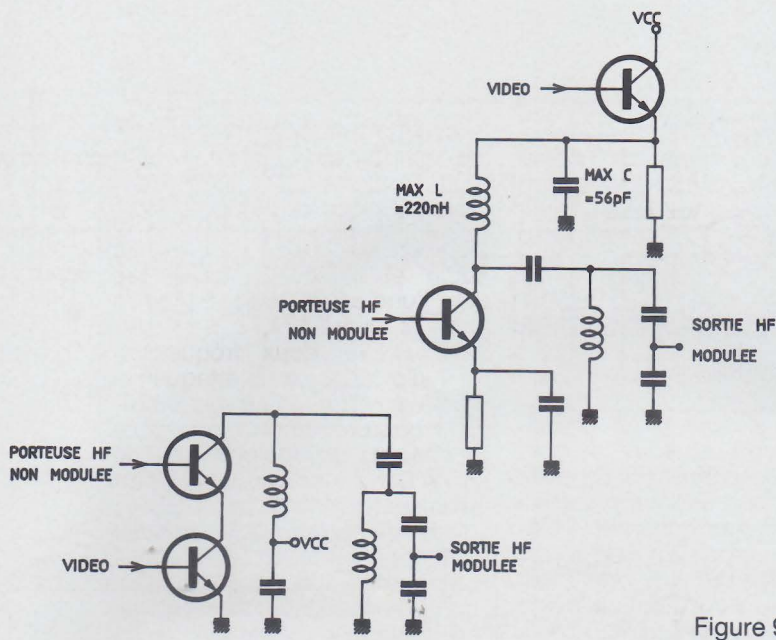 VCC
VIDEO
MAX L
=220nH
MAX C
=56pF
PORTEUSE HF
NON MODULEE
SORTIE HF
MODULEE
PORTEUSE HF
NON MODULEE
VCC
VIDEO
SORTIE HF
MODULEE
Figure 9